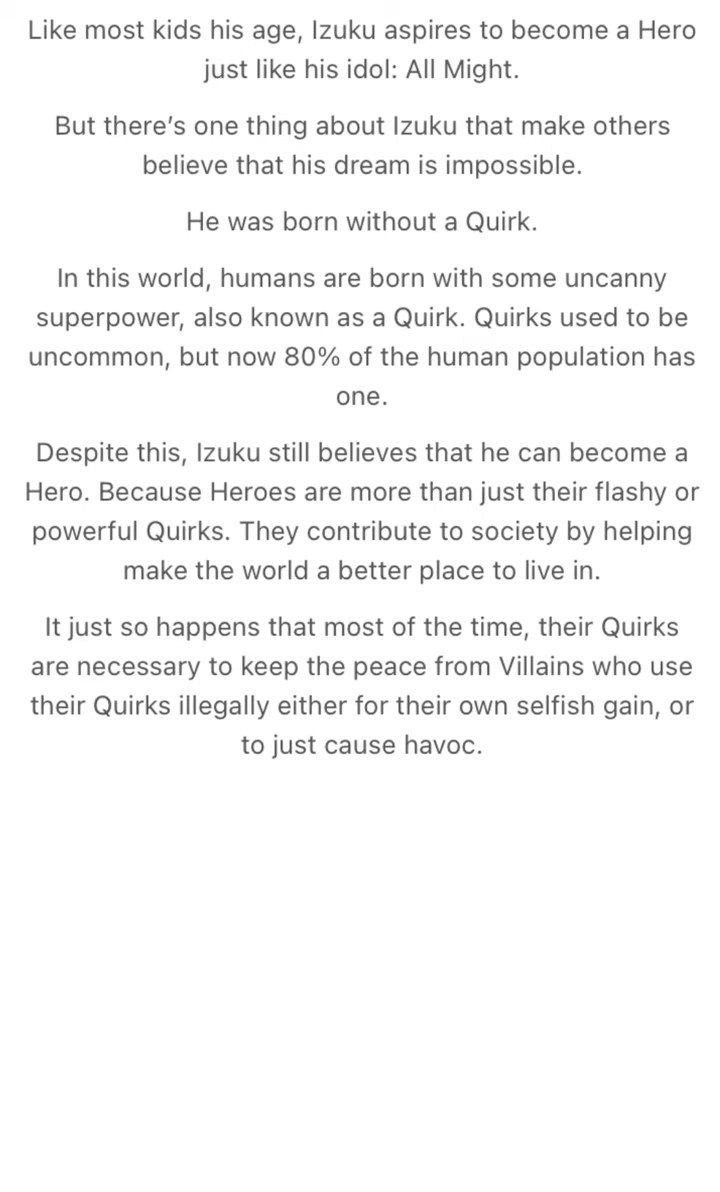 Like most kids his age, Izuku aspires to become a Hero
just like his idol: All Might.
But there’s one thing about Izuku that make others
believe that his dream is impossible.
He was born without a Quirk.
In this world, humans are born with some uncanny
superpower, also known as a Quirk. Quirks used to be
uncommon, but now 80% of the human population has
one.
Despite this, Izuku still believes that he can become a
Hero. Because Heroes are more than just their flashy or
powerful Quirks. They contribute to society by helping
make the world a better place to live in.
It just so happens that most of the time, their Quirks
are necessary to keep the peace from Villains who use
their Quirks illegally either for their own selfish gain, or
to just cause havoc.